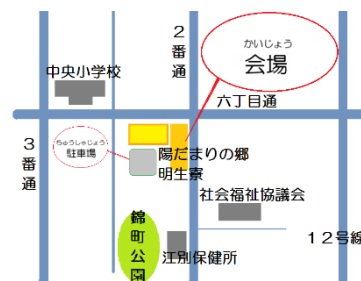 2番通
かいじょう
会場
中央小学校
六丁目通
3番通
ちゅうしゃじょう
駐車場
陽だまりの郷
明生寮
社会福祉協議会
錦町公園
江別保健所
12号線